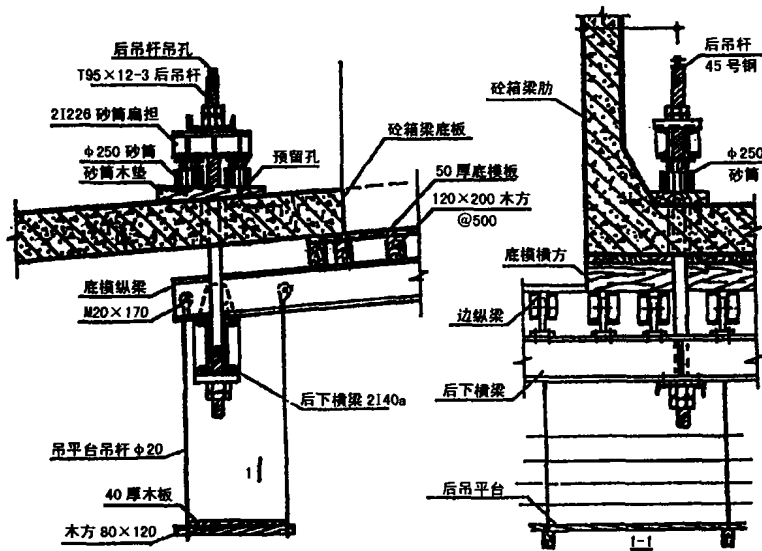 后吊杆吊孔
T95×12-3 后吊杆
2I226 砂筒扁担
φ250 砂筒
砂筒木垫
预留孔
砼箱梁底板
50 厚底模板
120×200 木方
@500
底模纵梁
M20×170
后下横梁 2I40a
吊平台吊杆 φ20
1
40 厚木板
木方 80×120
后吊杆
45 号钢
砼箱梁肋
φ250
砂筒
底模横方
边纵梁
后下横梁
后吊平台
1-1